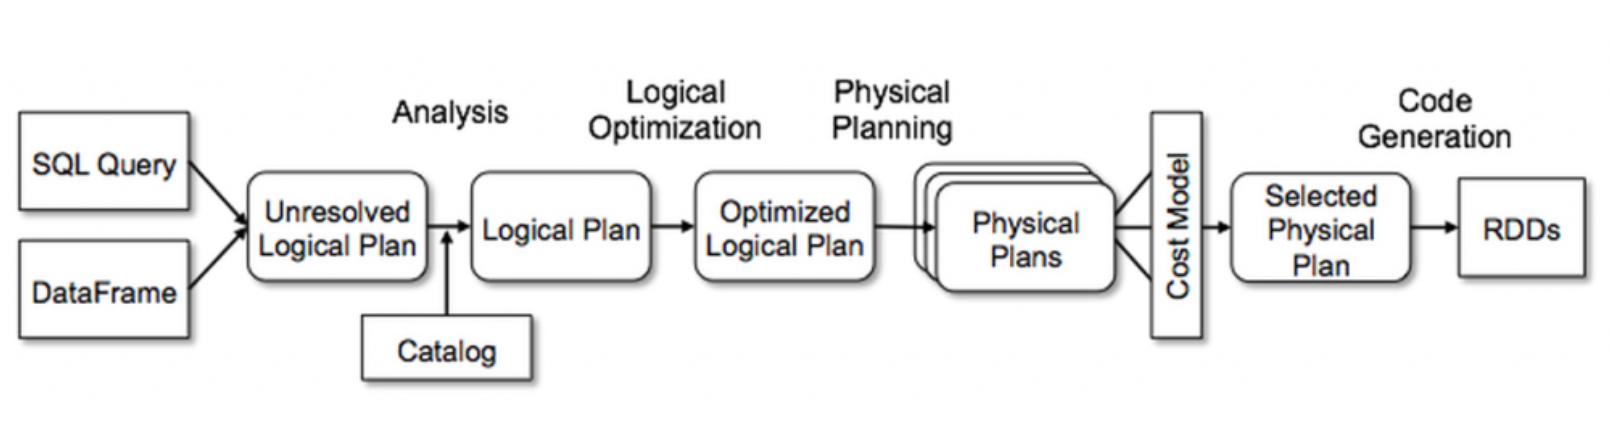 Analysis
Logical
Optimization
Physical
Planning
Code
Generation
SQL Query
DataFrame
Unresolved
Logical Plan
Catalog
Logical Plan
Optimized
Logical Plan
Physical
Plans
Cost Model
Selected
Physical
Plan
RDDs